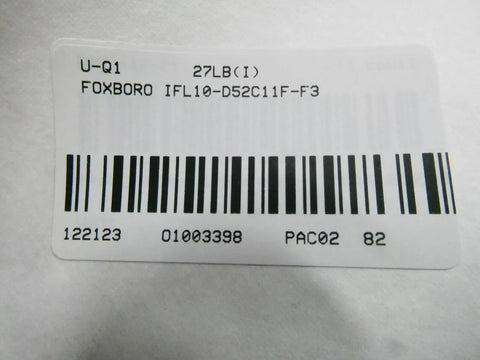 U-Q1 27LB(I)
FOXBORO IFL10-D52C11F-F3
122123 01003398 PAC02 82